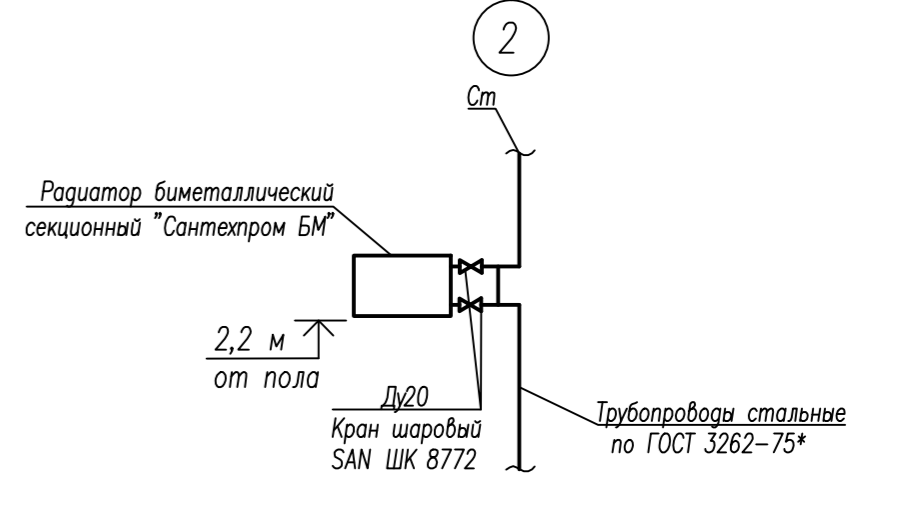 2
Ст
Радиатор биметаллический
секционный "Сантехпром БМ"
2,2 м
от пола
Ду20
Кран шаровый
SAN ШК 8772
Трубопроводы стальные
по ГОСТ 3262-75*